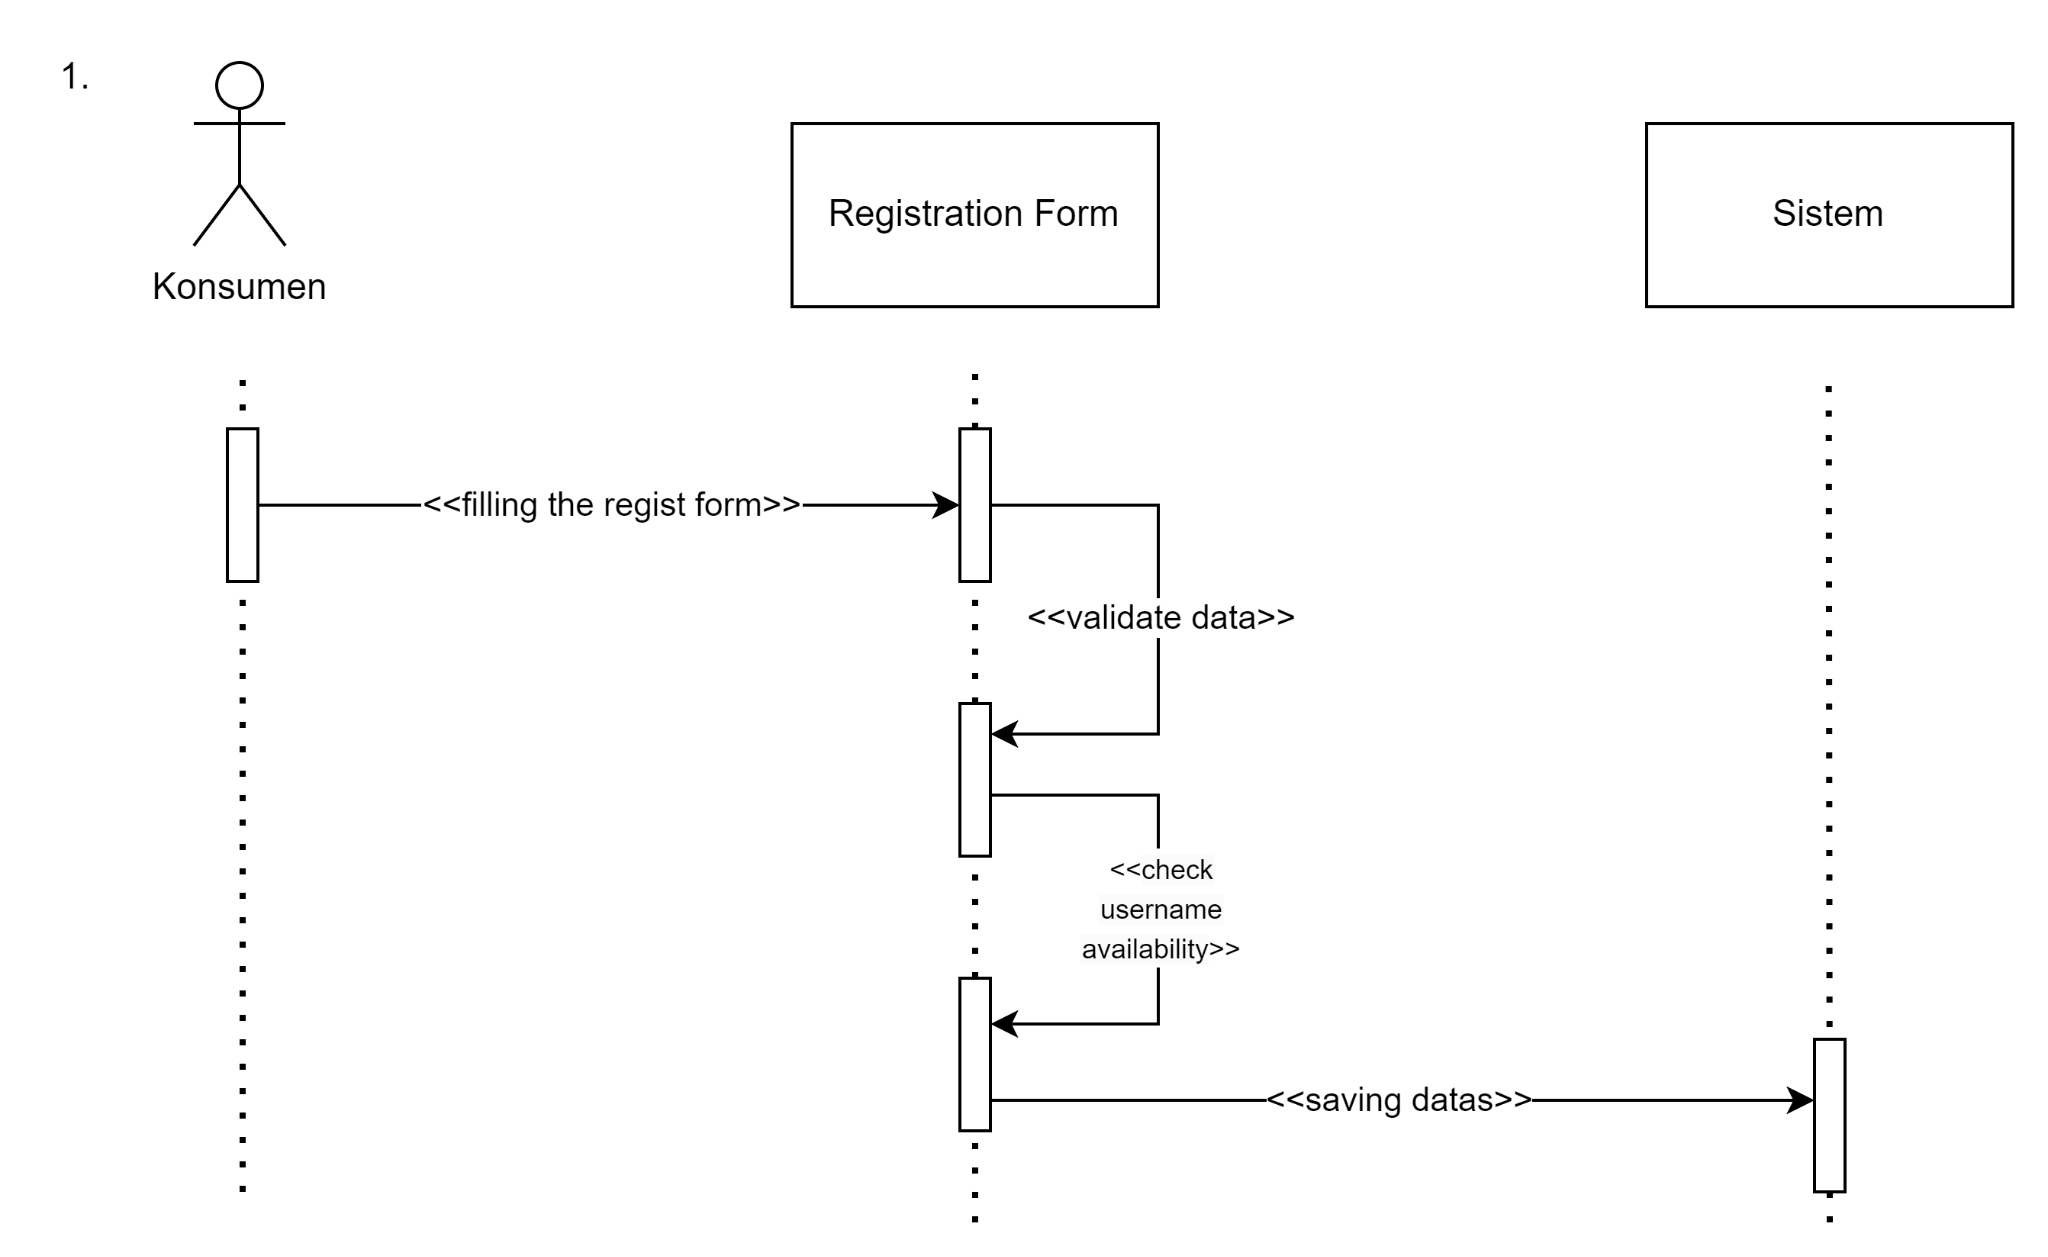 1.
Konsumen
Registration Form
Sistem
<<filling the regist form>>
<<validate data>>
<<check
username
availability>>
<<saving datas>>